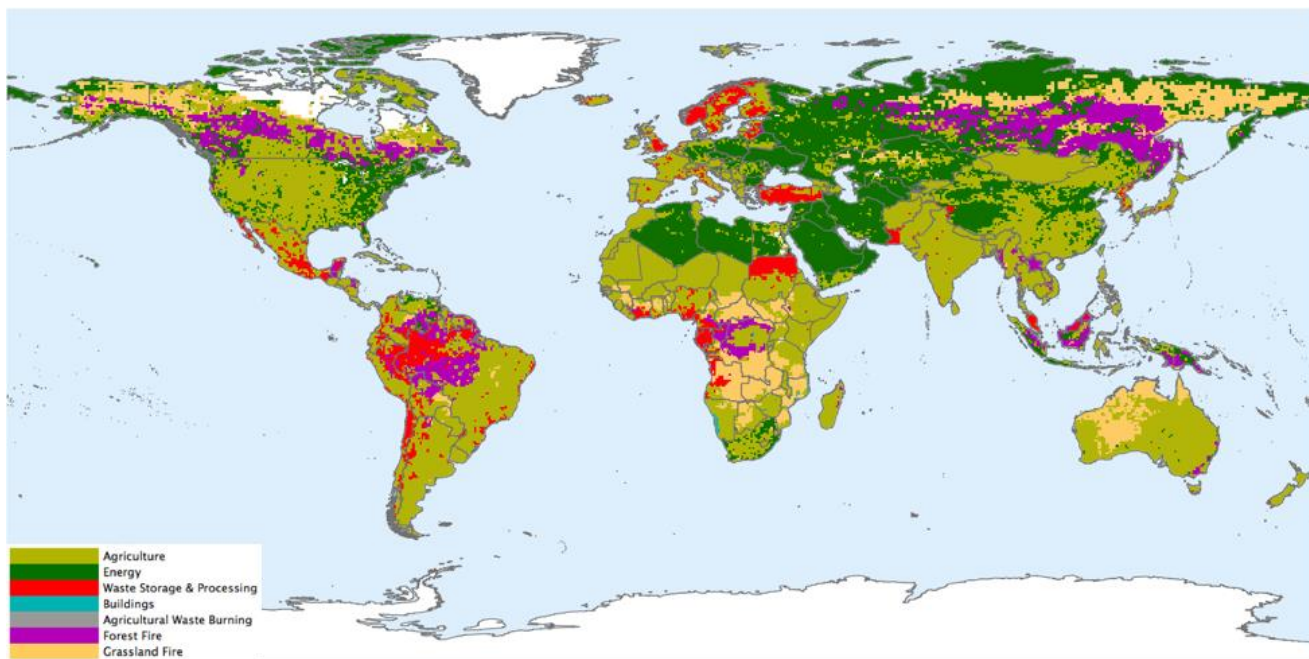 Agriculture
Energy
Waste Storage & Processing
Buildings
Agricultural Waste Burning
Forest Fire
Grassland Fire